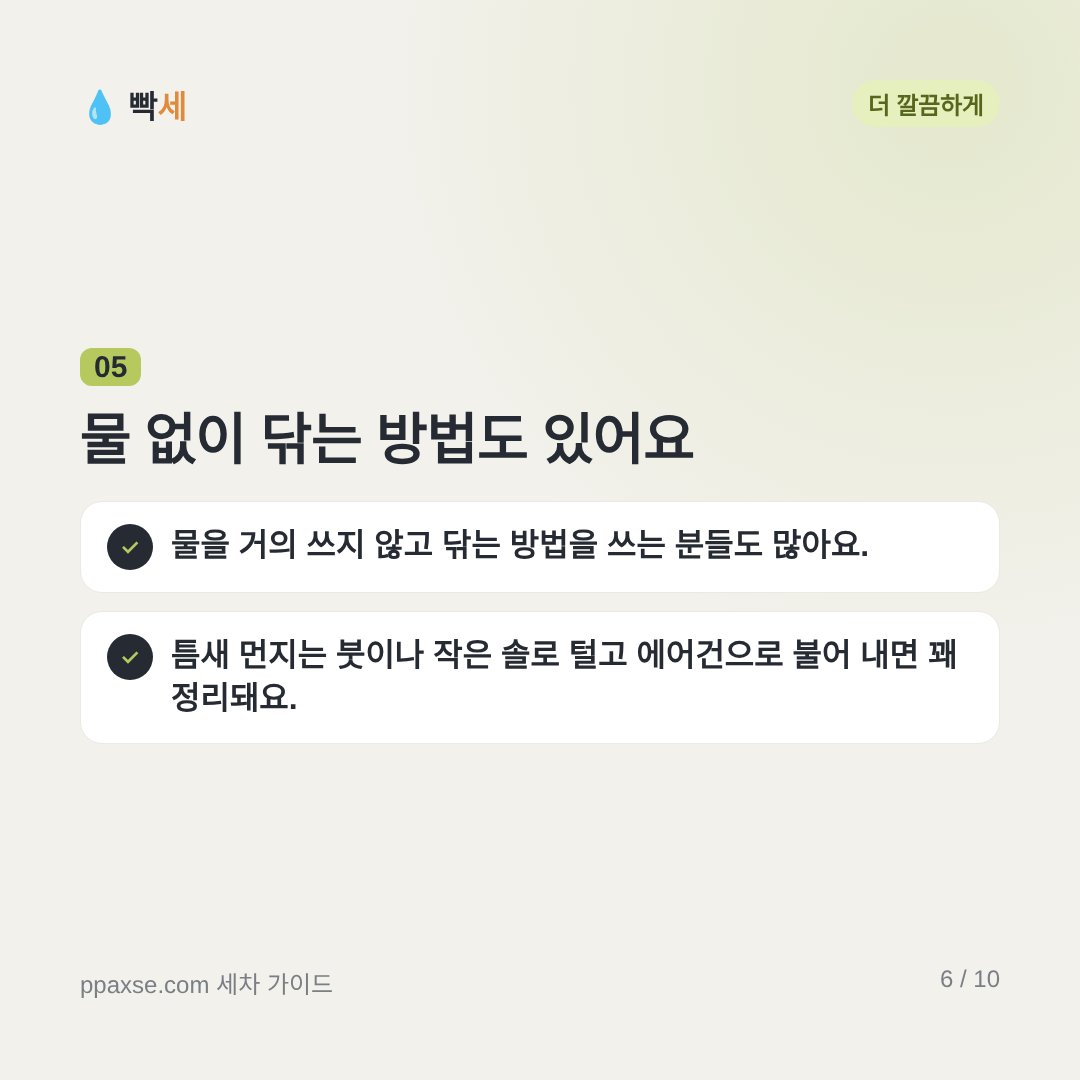 빡세
더 깔끔하게
05
물 없이 닦는 방법도 있어요
물을 거의 쓰지 않고 닦는 방법을 쓰는 분들도 많아요.
틈새 먼지는 붓이나 작은 솔로 털고 에어건으로 불어 내면 꽤
정리돼요.
ppaxse.com 세차 가이드
6 / 10